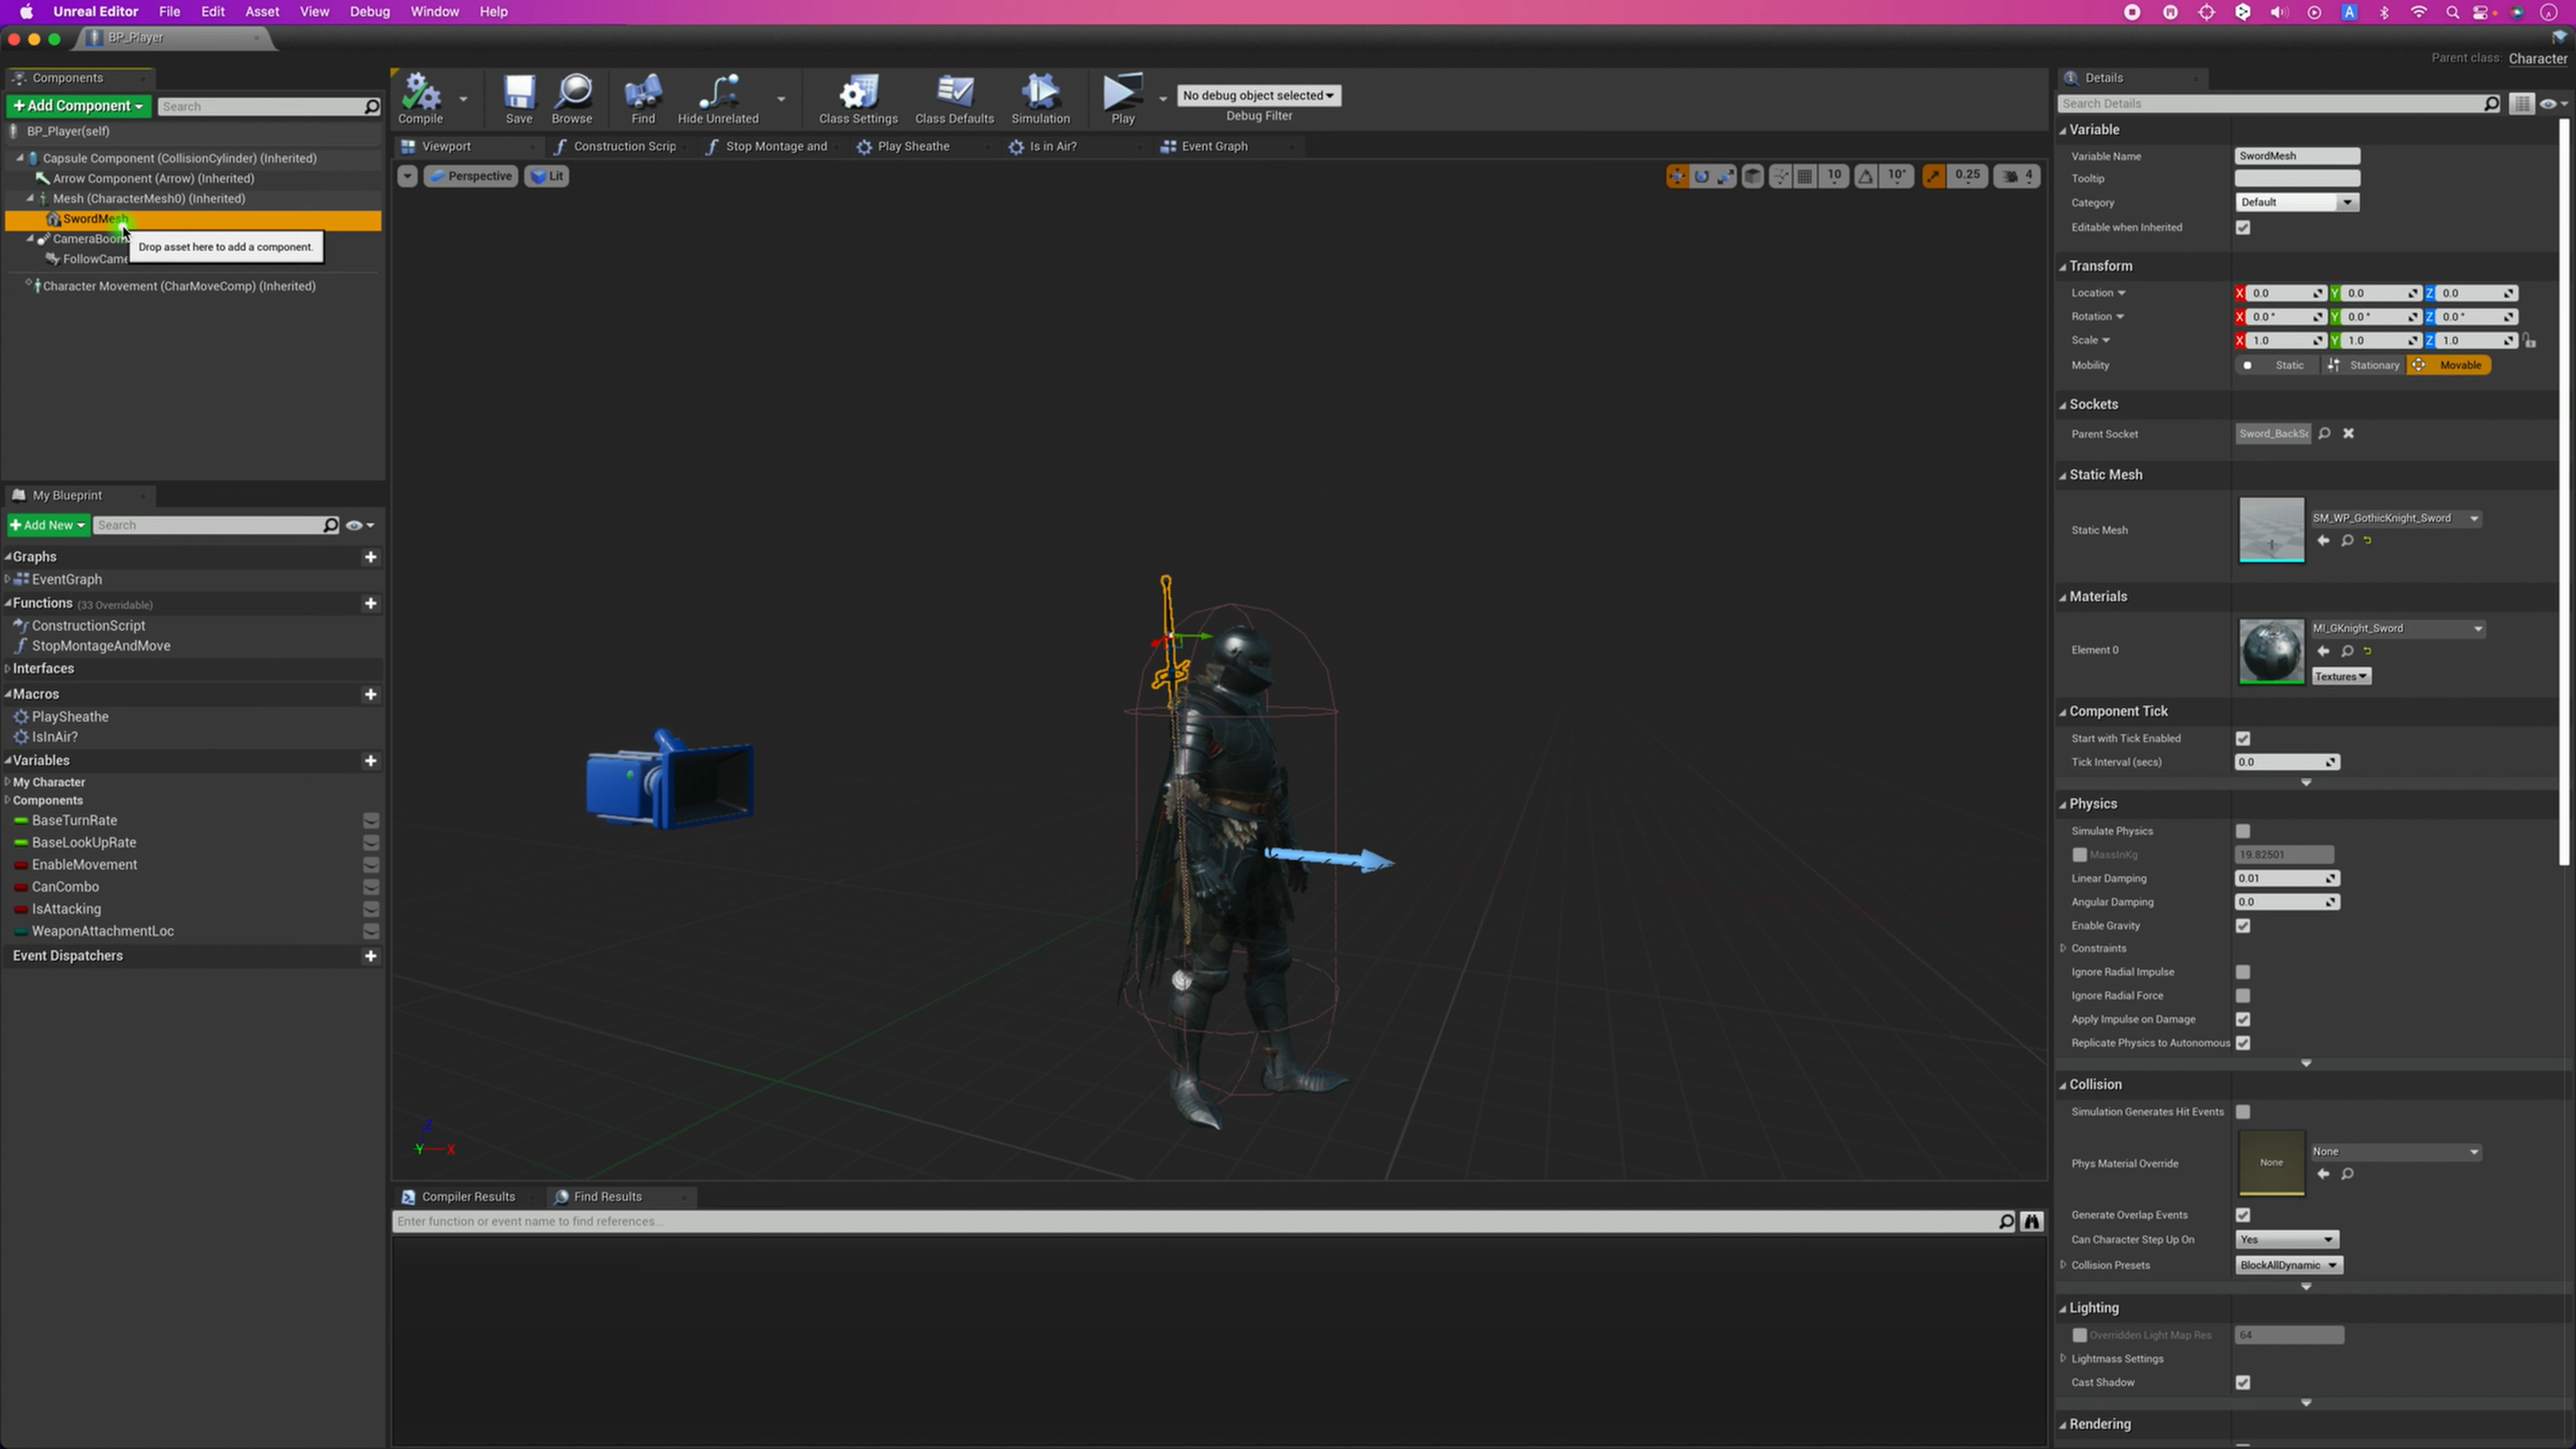 Unreal Editor File Edit Asset View Debug Window Help
BP_Player
Parent class: Character
Components
Add Component
Search
BP_Player(self)
Capsule Component (CollisionCylinder) (Inherited)
Arrow Component (Arrow) (Inherited)
Mesh (CharacterMesh0) (Inherited)
SwordMesh
CameraBoom
Drop asset here to add a component.
FollowCame
Character Movement (CharMoveComp) (Inherited)
My Blueprint
Add New
Search
Graphs
EventGraph
Functions (33 Overridable)
ConstructionScript
StopMontageAndMove
Interfaces
Macros
PlaySheathe
IsInAir?
Variables
My Character
Components
BaseTurnRate
BaseLookUpRate
EnableMovement
CanCombo
IsAttacking
WeaponAttachmentLoc
Event Dispatchers
Compile Save Browse Find Hide Unrelated Class Settings Class Defaults Simulation Play
No debug object selected
Debug Filter
Viewport Construction Scrip Stop Montage and Play Sheathe Is in Air? Event Graph
Perspective Lit
10 10° 0.25 4
Z
Y X
Compiler Results Find Results
Enter function or event name to find references...
Details
Search Details
Variable
Variable Name SwordMesh
Tooltip
Category Default
Editable when Inherited
Transform
Location X 0.0 Y 0.0 Z 0.0
Rotation X 0.0° Y 0.0° Z 0.0°
Scale X 1.0 Y 1.0 Z 1.0
Mobility Static Stationary Movable
Sockets
Parent Socket Sword_BackSc
Static Mesh
Static Mesh SM_WP_GothicKnight_Sword
Materials
Element 0 MI_GKnight_Sword
Textures
Component Tick
Start with Tick Enabled
Tick Interval (secs) 0.0
Physics
Simulate Physics
MassInKg 19.82501
Linear Damping 0.01
Angular Damping 0.0
Enable Gravity
Constraints
Ignore Radial Impulse
Ignore Radial Force
Apply Impulse on Damage
Replicate Physics to Autonomous
Collision
Simulation Generates Hit Events
Phys Material Override None None
Generate Overlap Events
Can Character Step Up On Yes
Collision Presets BlockAllDynamic
Lighting
Overridden Light Map Res 64
Lightmass Settings
Cast Shadow
Rendering